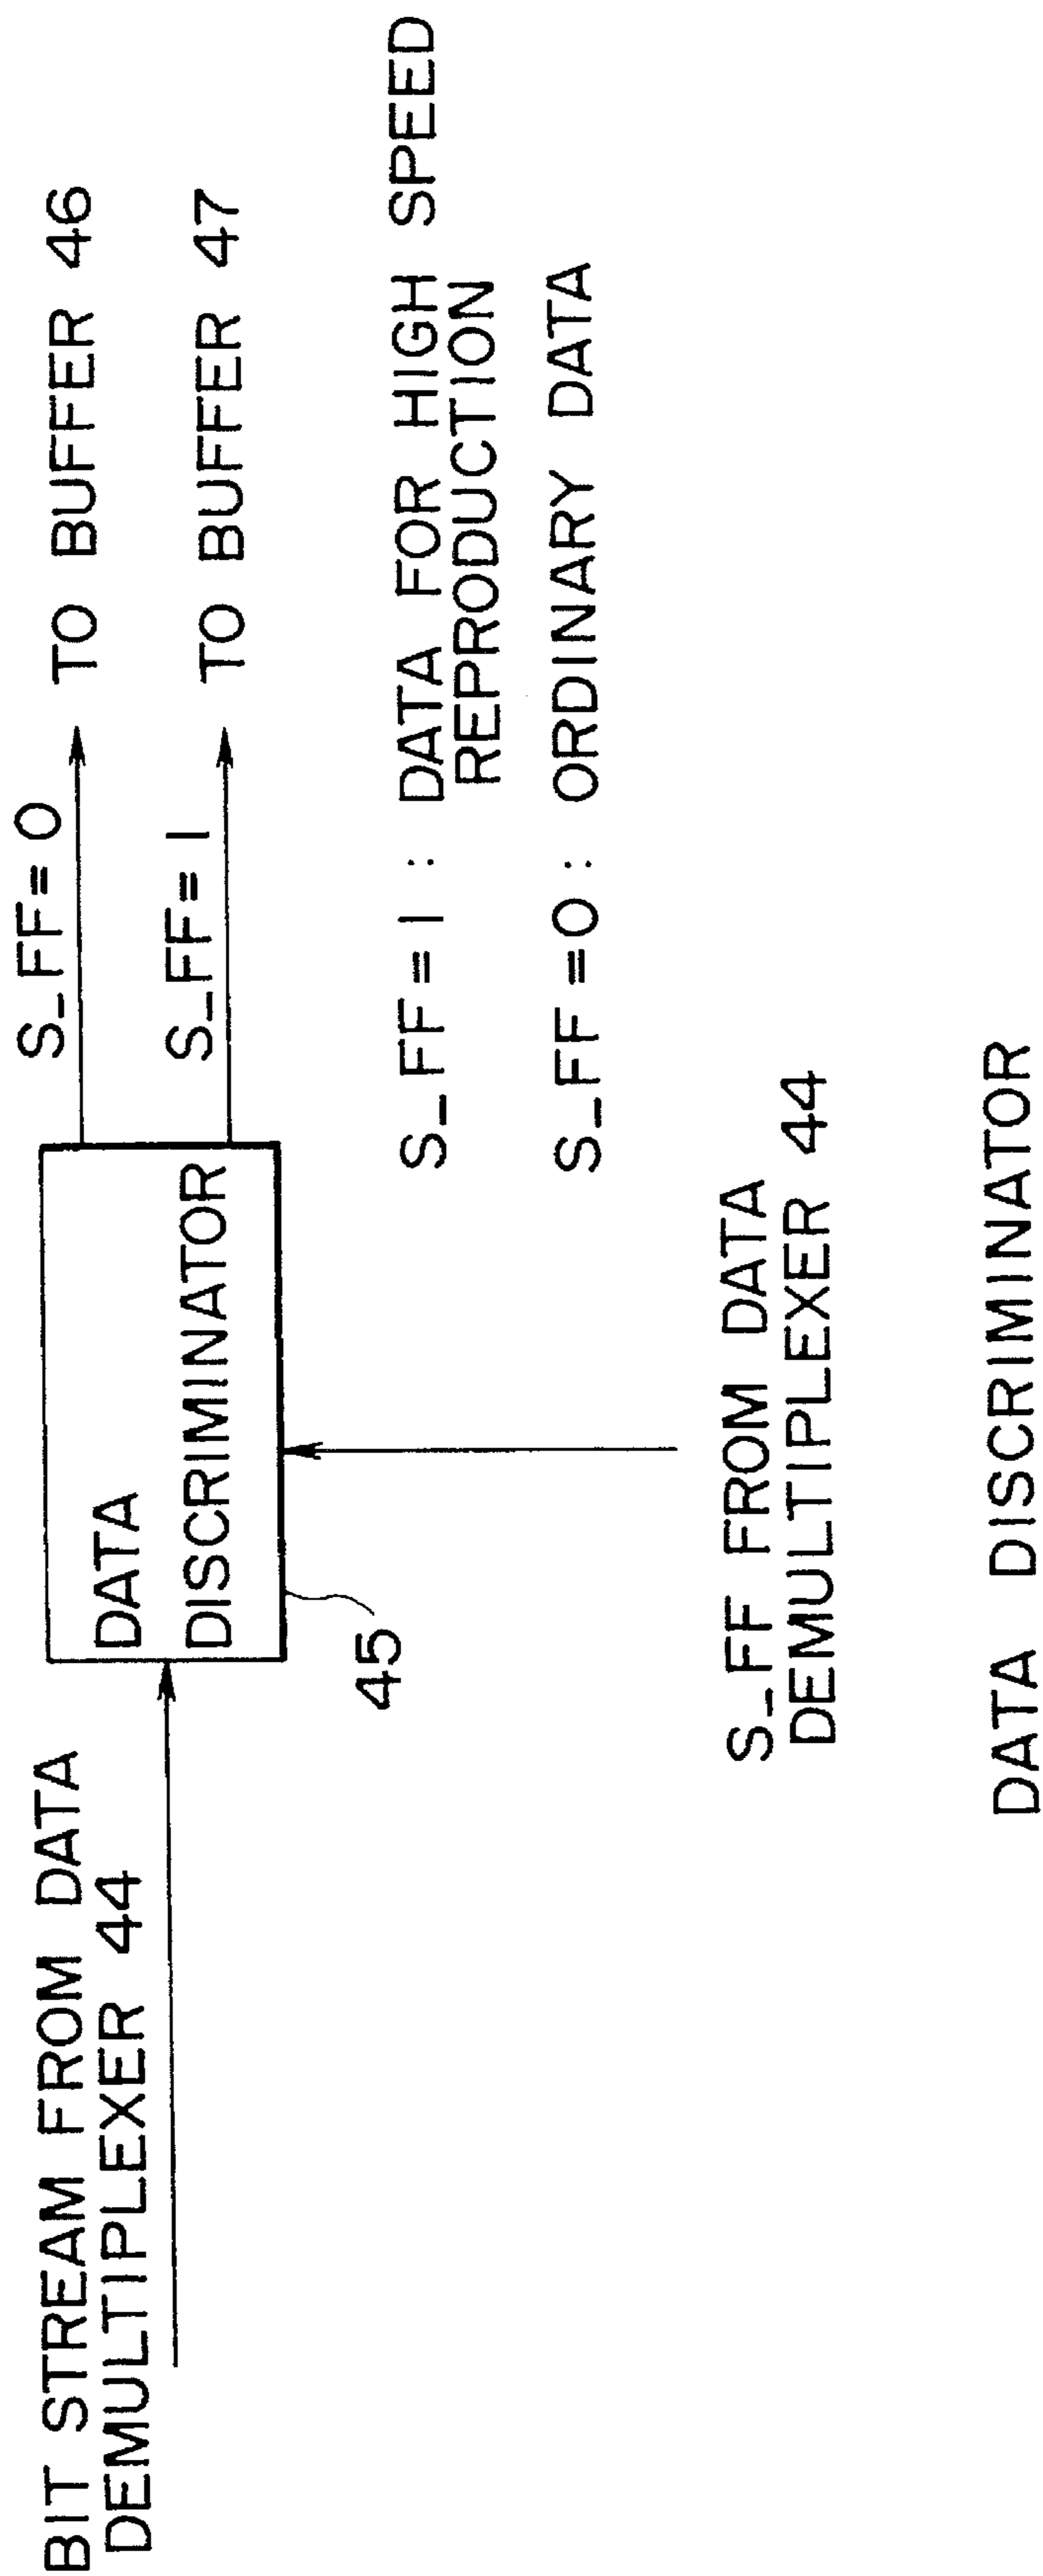 BIT STREAM FROM DATA
DEMULTIPLEXER 44
DATA
DISCRIMINATOR
45
S_FF=0
TO BUFFER 46
S_FF=1
TO BUFFER 47
S_FF=1 : DATA FOR HIGH SPEED
REPRODUCTION
S_FF=0 : ORDINARY DATA
S_FF FROM DATA
DEMULTIPLEXER 44
DATA DISCRIMINATOR